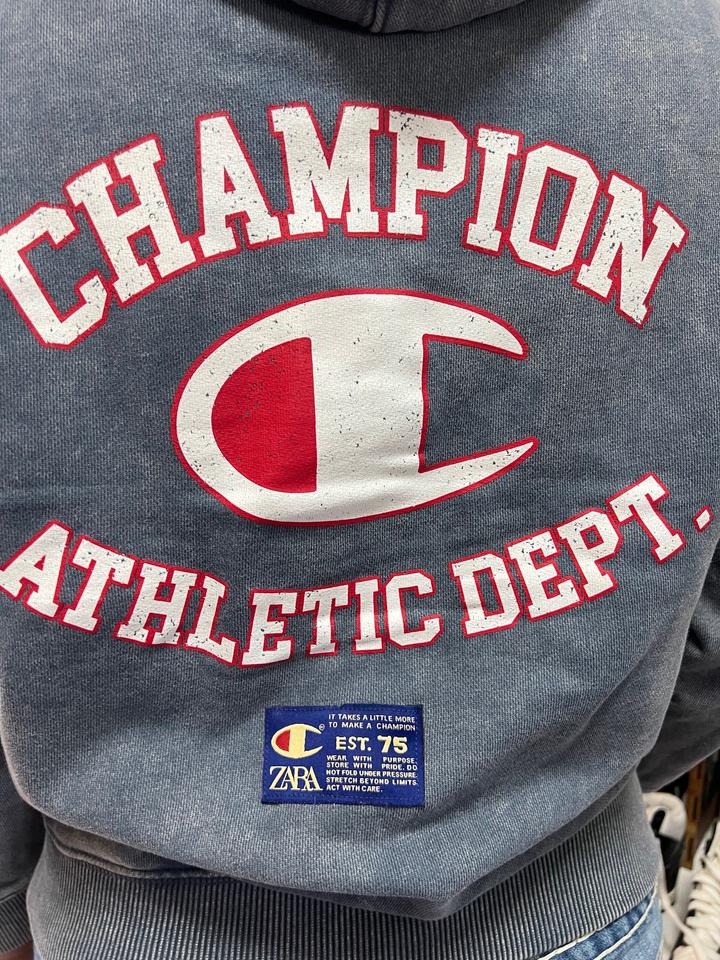 CHAMPION
ATHLETIC DEPT.
IT TAKES A LITTLE MORE
TO MAKE A CHAMPION
®
EST. 75
ZARA
WEAR WITH PURPOSE.
STORE WITH PRIDE. DO
NOT FOLD UNDER PRESSURE.
STRETCH BEYOND LIMITS.
ACT WITH CARE.